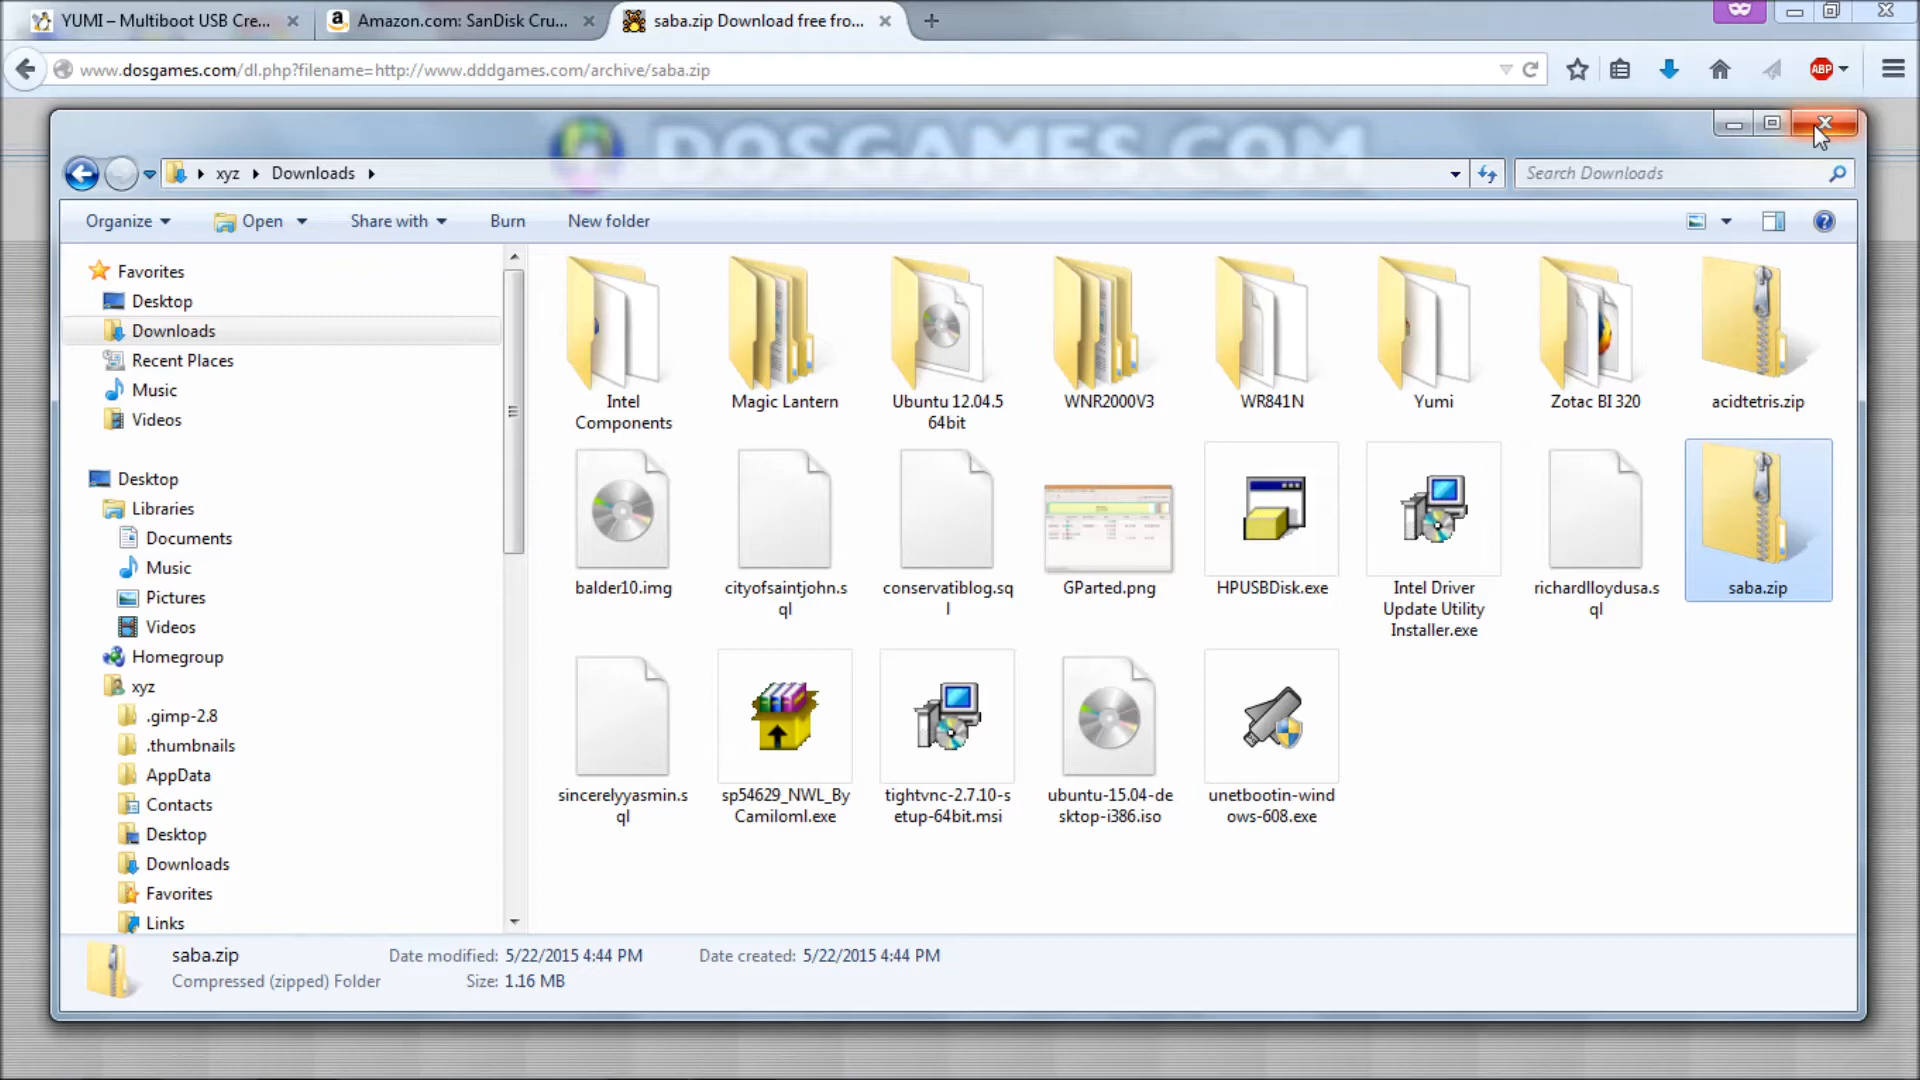 YUMI – Multiboot USB Cre...
Amazon.com: SanDisk Cru...
saba.zip Download free fro...
www.dosgames.com/dl.php?filename=http://www.dddgames.com/archive/saba.zip
ABP
DOSGAMES.COM
xyz
Downloads
Search Downloads
Organize
Open
Share with
Burn
New folder
Favorites
Desktop
Downloads
Recent Places
Music
Videos
Desktop
Libraries
Documents
Music
Pictures
Videos
Homegroup
xyz
.gimp-2.8
.thumbnails
AppData
Contacts
Desktop
Downloads
Favorites
Links
Intel
Components
Magic Lantern
Ubuntu 12.04.5
64bit
WNR2000V3
WR841N
Yumi
Zotac BI 320
acidtetris.zip
balder10.img
cityofsaintjohn.s
ql
conservatiblog.sq
l
GParted.png
HPUSBDisk.exe
Intel Driver
Update Utility
Installer.exe
richardlloydusa.s
ql
saba.zip
sincerelyyasmin.s
ql
sp54629_NWL_By
Camiloml.exe
tightvnc-2.7.10-s
etup-64bit.msi
ubuntu-15.04-de
sktop-i386.iso
unetbootin-wind
ows-608.exe
saba.zip
Date modified: 5/22/2015 4:44 PM
Date created: 5/22/2015 4:44 PM
Compressed (zipped) Folder
Size: 1.16 MB